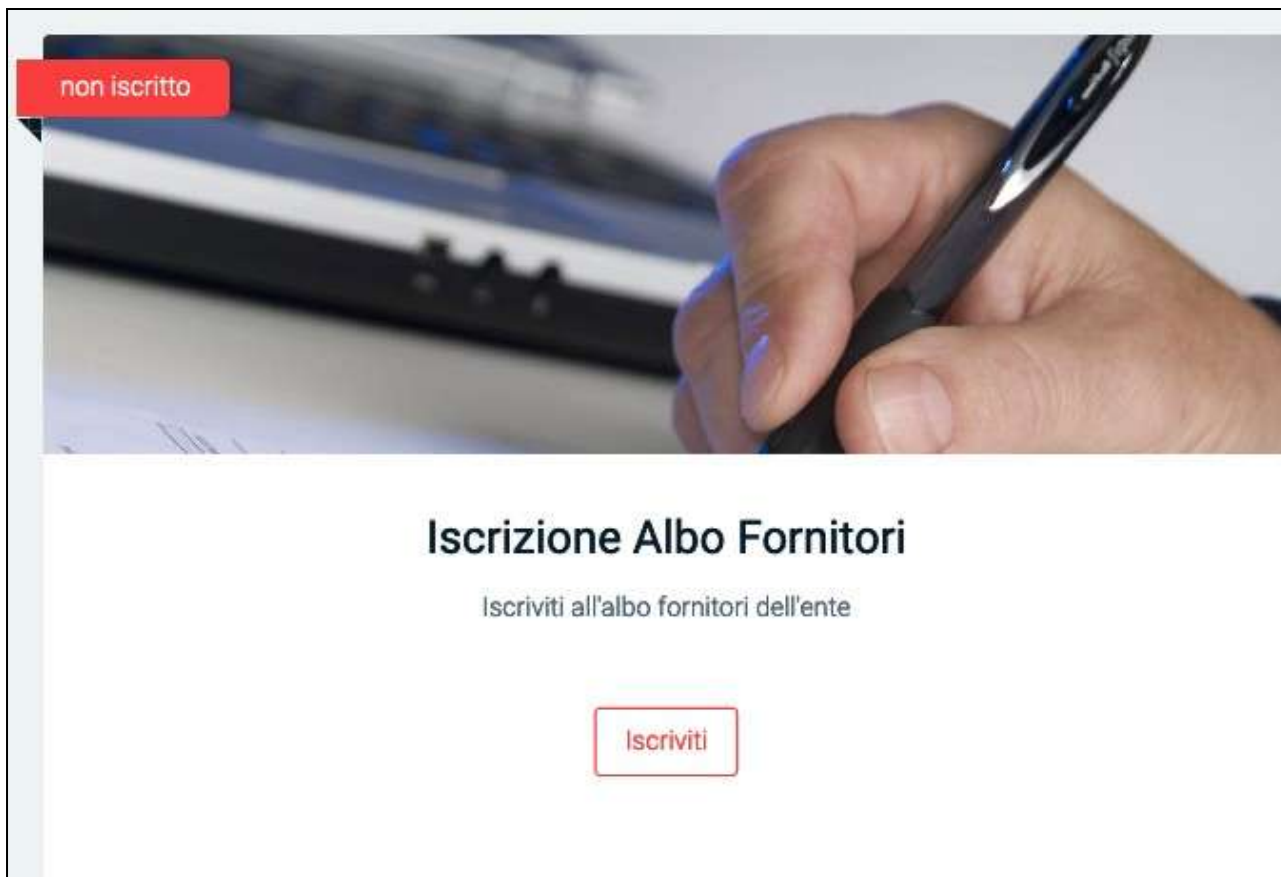 non iscritto
Iscrizione Albo Fornitori
Iscriviti all'albo fornitori dell'ente
Iscriviti